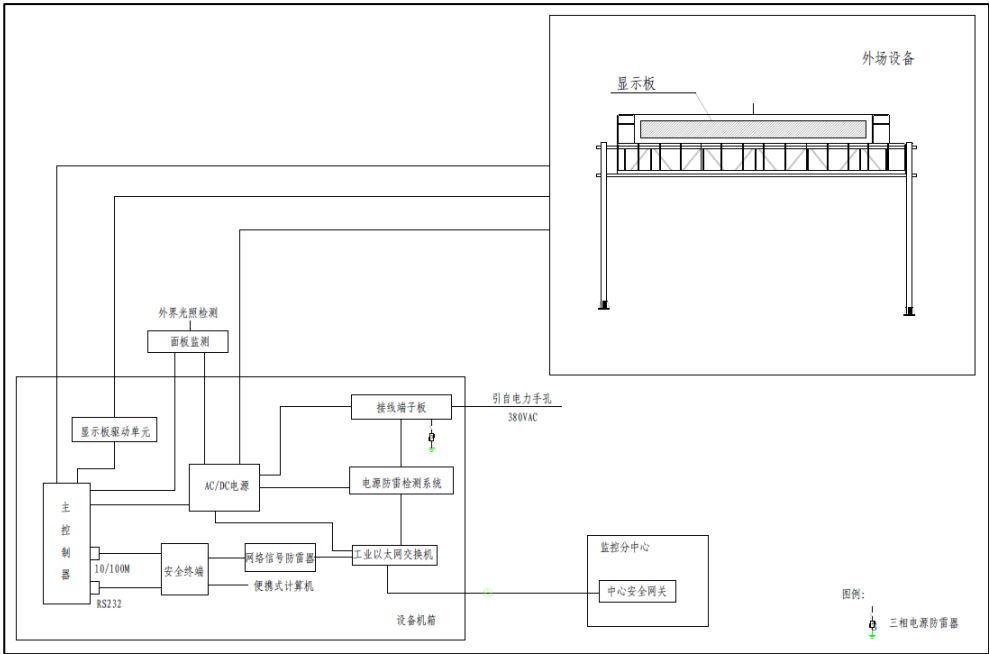 外场设备
显示板
外界光照检测
面板监测
引自电力手孔
380VAC
接线端子板
显示板驱动单元
AC/DC电源
电源防雷检测系统
主控制器
10/100M
RS232
安全终端
网络信号防雷器
工业以太网交换机
便携式计算机
设备机箱
监控分中心
中心安全网关
图例:
三相电源防雷器